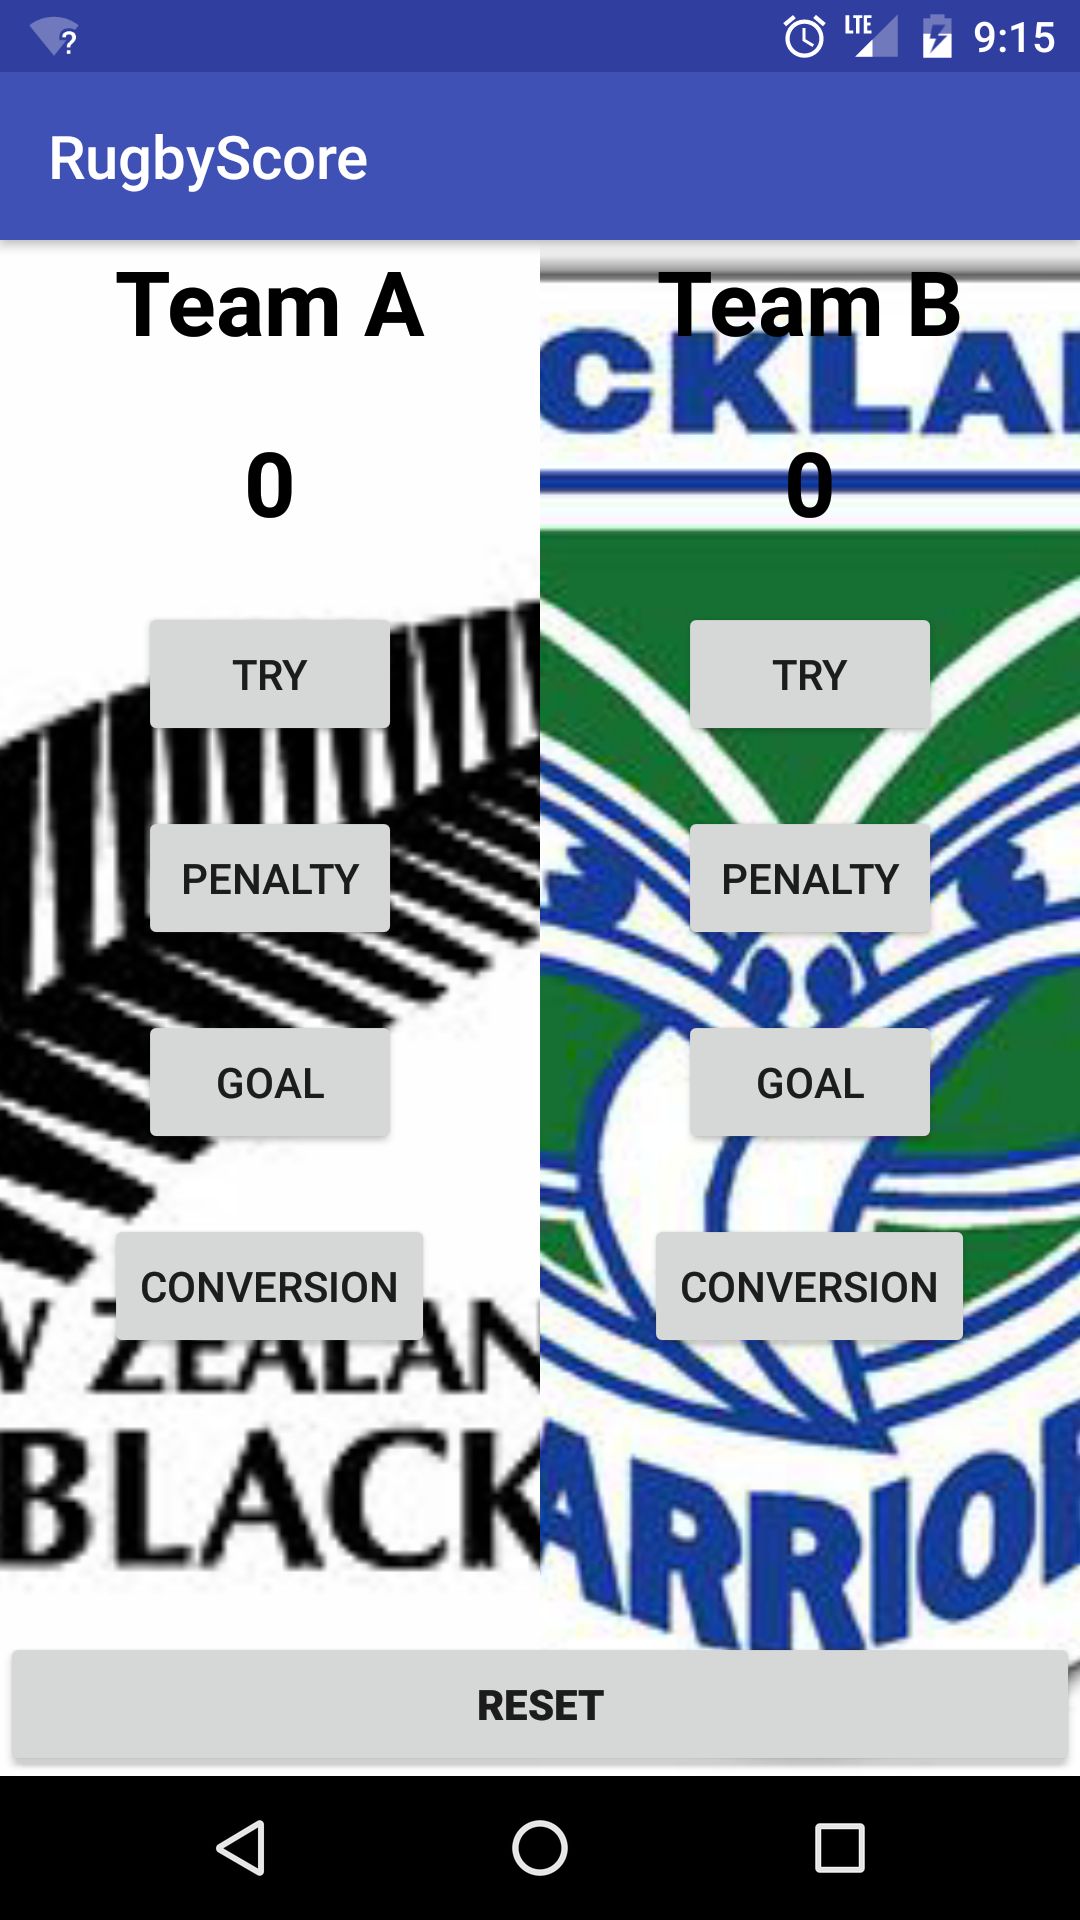 ?
LTE
9:15
RugbyScore
Team A
0
TRY
PENALTY
GOAL
CONVERSION
ZEALAN
BLACK
Team B
CKLA
0
TRY
PENALTY
GOAL
CONVERSION
ARRIO
RESET